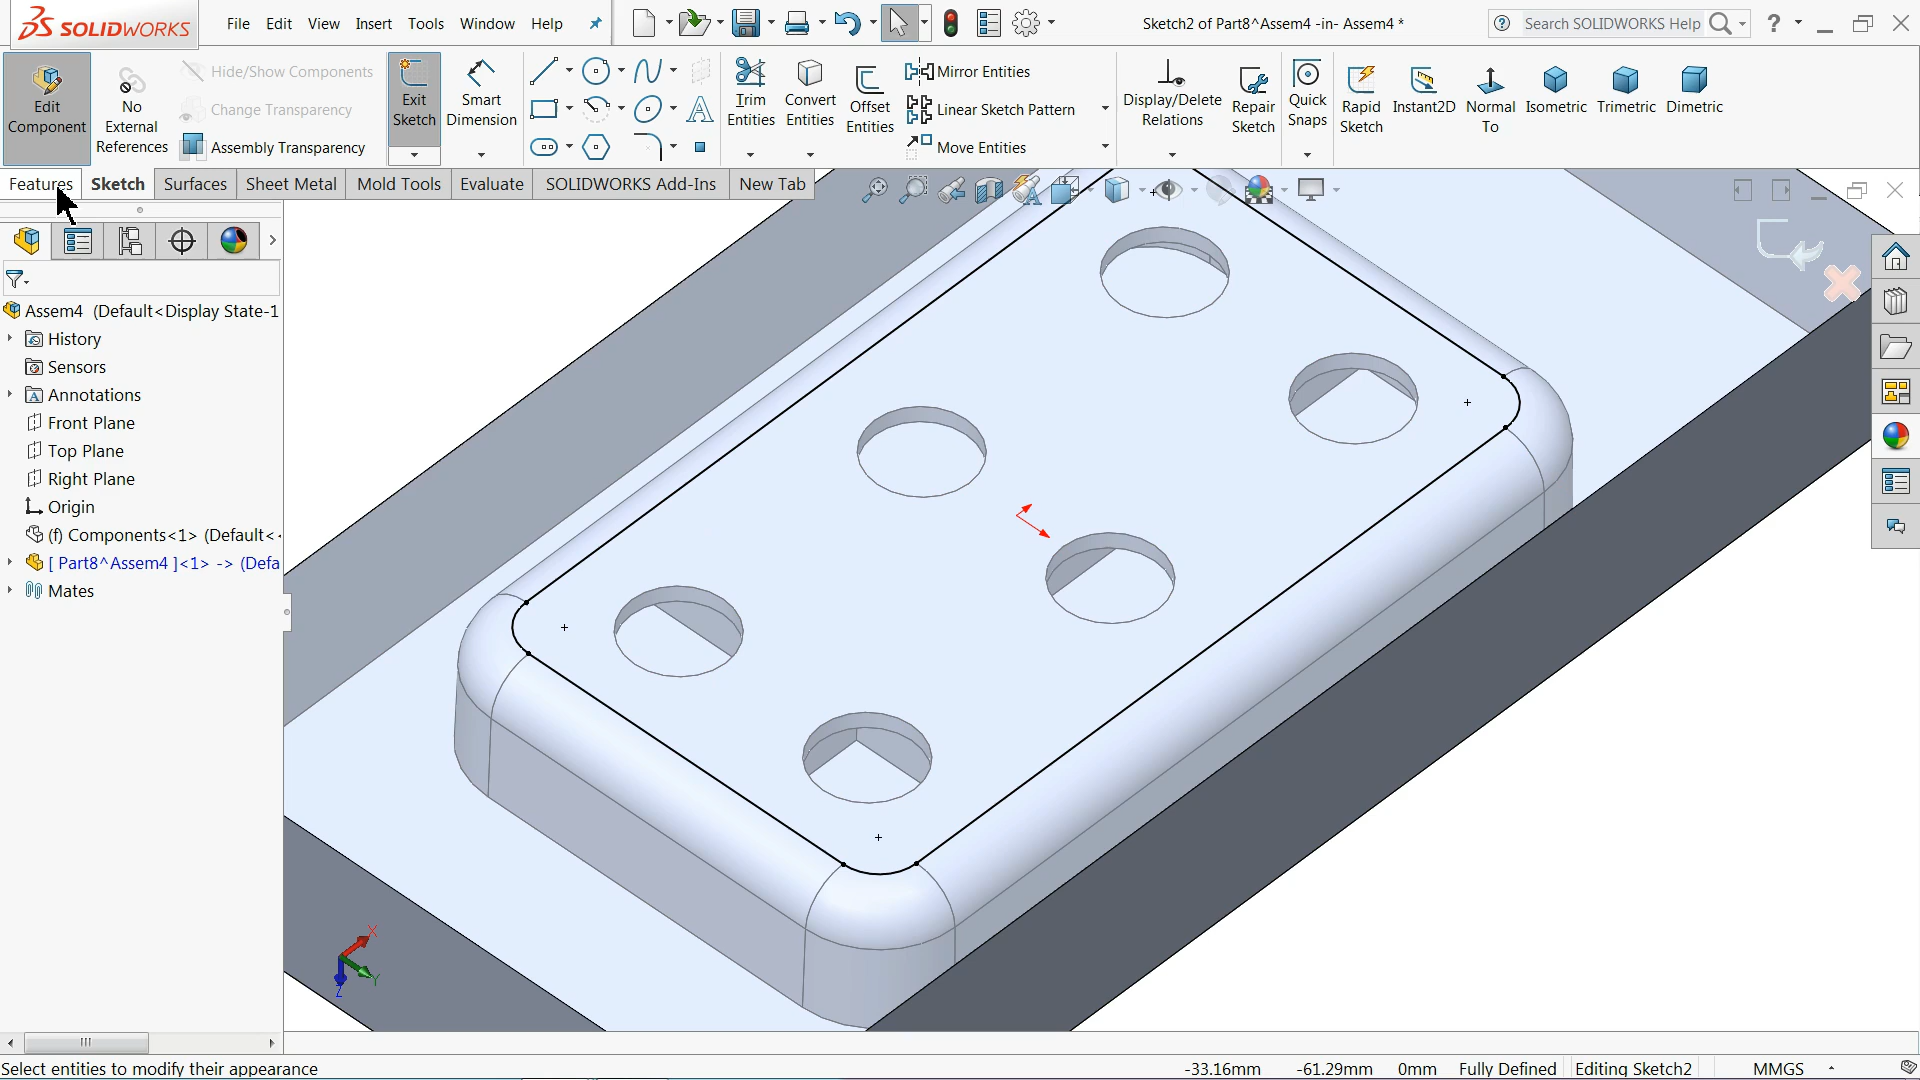 SOLIDWORKS
File Edit View Insert Tools Window Help
Sketch2 of Part8^Assem4 -in- Assem4 *
Search SOLIDWORKS Help
Edit Component
No External References
Hide/Show Components
Change Transparency
Assembly Transparency
Exit Sketch
Smart Dimension
Trim Entities
Convert Entities
Offset Entities
Mirror Entities
Linear Sketch Pattern
Move Entities
Display/Delete Relations
Repair Sketch
Quick Snaps
Rapid Sketch
Instant2D
Normal To
Isometric
Trimetric
Dimetric
Features Sketch Surfaces Sheet Metal Mold Tools Evaluate SOLIDWORKS Add-Ins New Tab
Assem4 (Default<Display State-1
History
Sensors
Annotations
Front Plane
Top Plane
Right Plane
Origin
(f) Components<1> (Default<
[ Part8^Assem4 ]<1> -> (Defa
Mates
X
Y
Z
Select entities to modify their appearance
-33.16mm -61.29mm 0mm Fully Defined Editing Sketch2 MMGS